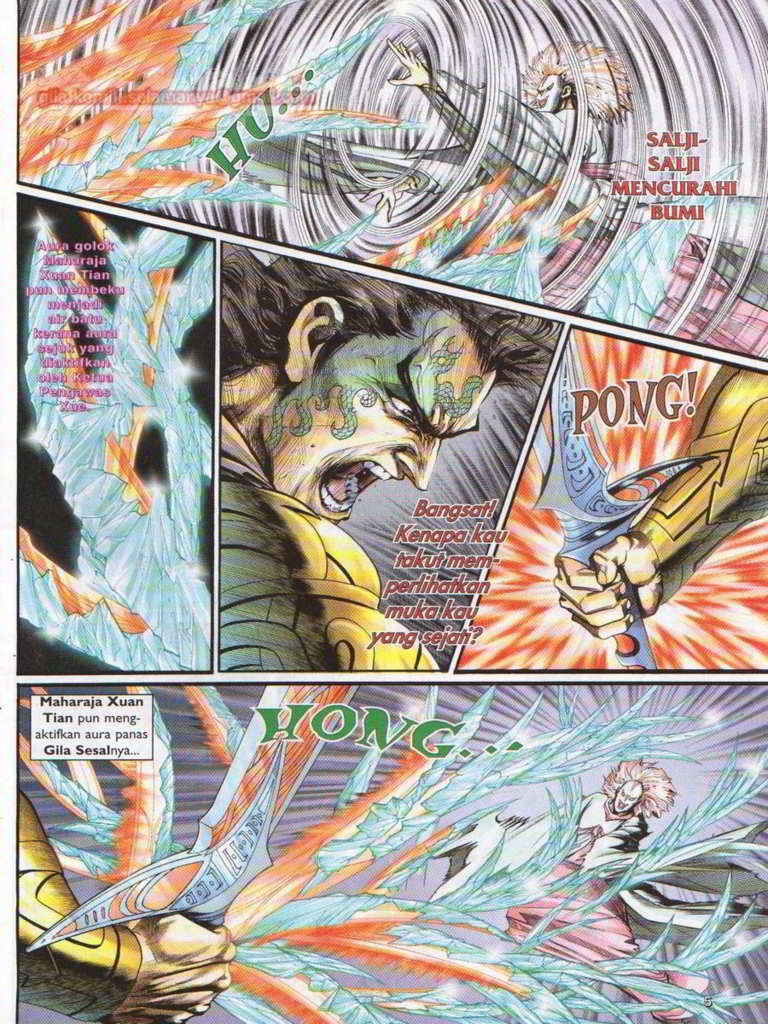 HU...
SALJI-
SALJI
MENCURAHI
BUMI
Aura golok
Maharaja
Xuan Tian
pun membeku
menjadi
air batu
kerana aura
sejuk yang
diaktifkan
oleh Ketua
Pengawas
Xue.
Bangsat!
Kenapa kau
takut mem-
perlihatkan
muka kau
yang sejati?
PONG!
Maharaja Xuan
Tian pun meng-
aktifkan aura panas
Gila Sesalnya...
HONG...
5